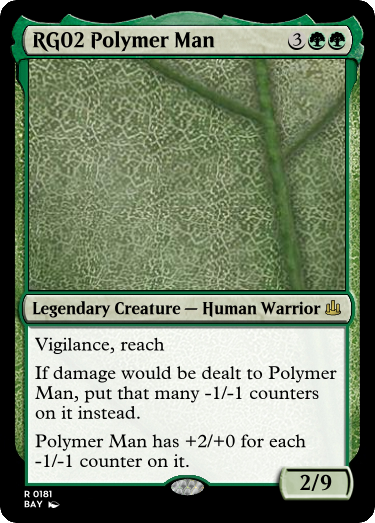 RG02 Polymer Man 3
Legendary Creature — Human Warrior
Vigilance, reach
If damage would be dealt to Polymer
Man, put that many -1/-1 counters
on it instead.
Polymer Man has +2/+0 for each
-1/-1 counter on it.
2/9
R 0181
BAY